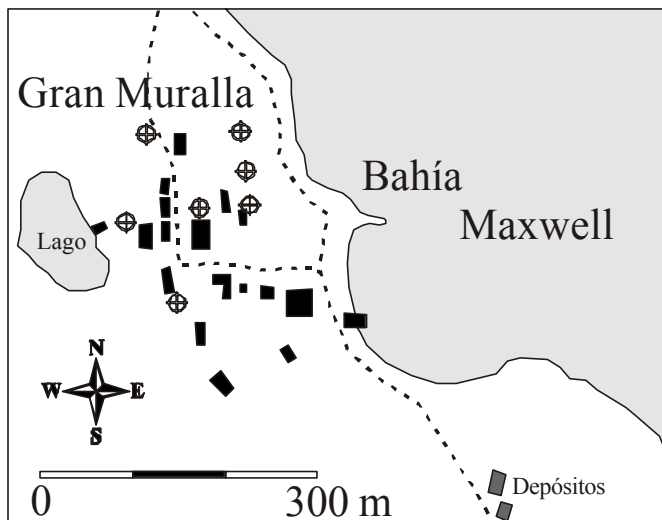 Gran Muralla
Bahía
Maxwell
Lago
N
W E
S
0 300 m
Depósitos